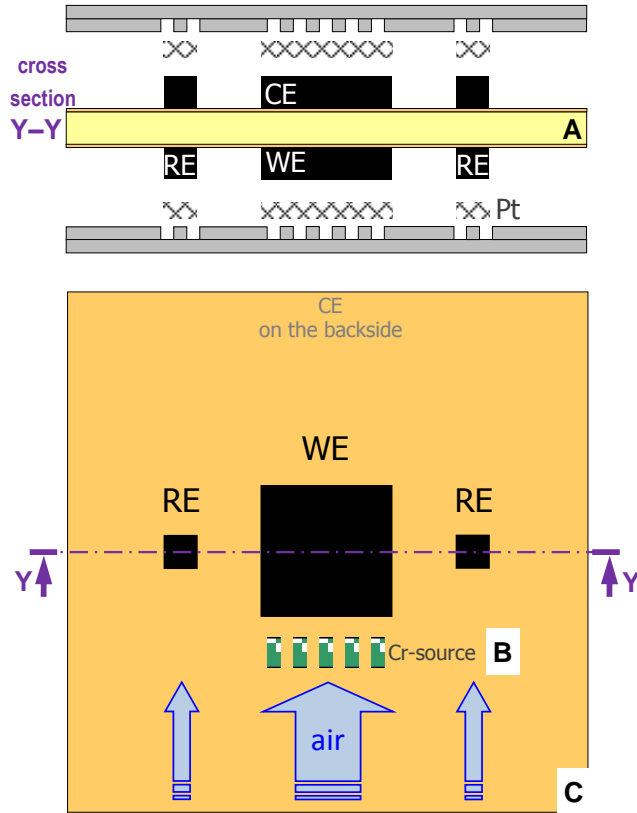 cross
section
Y–Y
CE
A
RE
WE
RE
Pt
CE
on the backside
WE
RE
RE
Y
Y
Cr-source
B
air
C